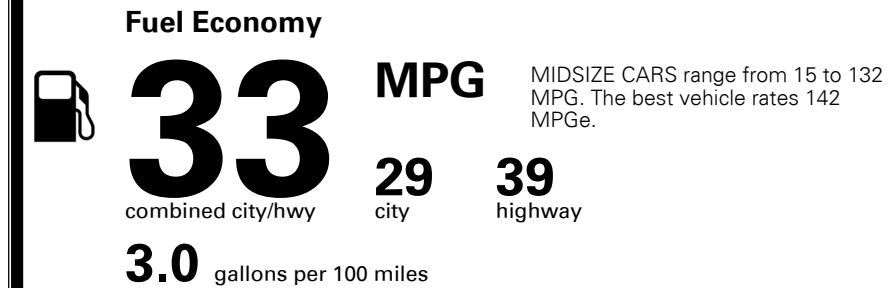 Fuel Economy
33
MPG
MIDSIZE CARS range from 15 to 132
MPG. The best vehicle rates 142
MPGe.
29
39
combined city/hwy
city
highway
3.0 gallons per 100 miles